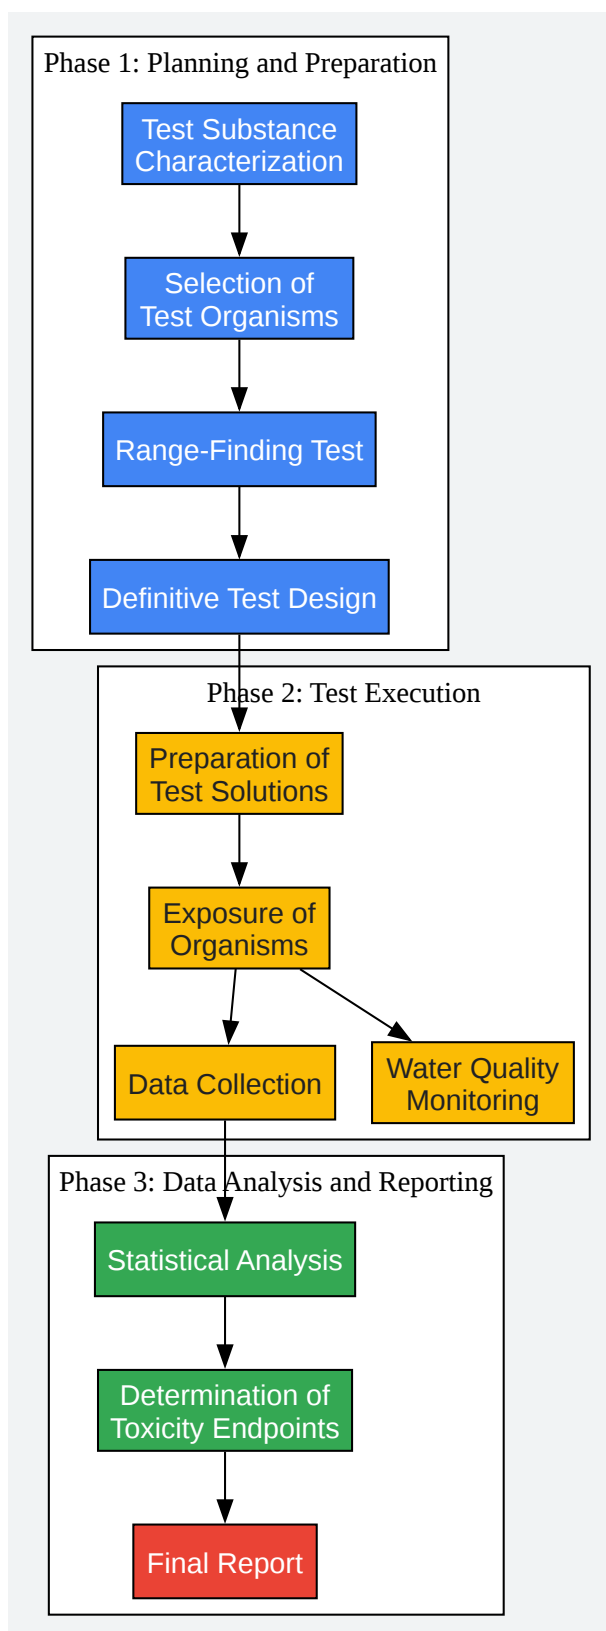 Phase 1: Planning and Preparation
Test Substance
Characterization
Selection of
Test Organisms
Range-Finding Test
Definitive Test Design
Phase 2: Test Execution
Preparation of
Test Solutions
Exposure of
Organisms
Data Collection
Water Quality
Monitoring
Phase 3: Data Analysis and Reporting
Statistical Analysis
Determination of
Toxicity Endpoints
Final Report